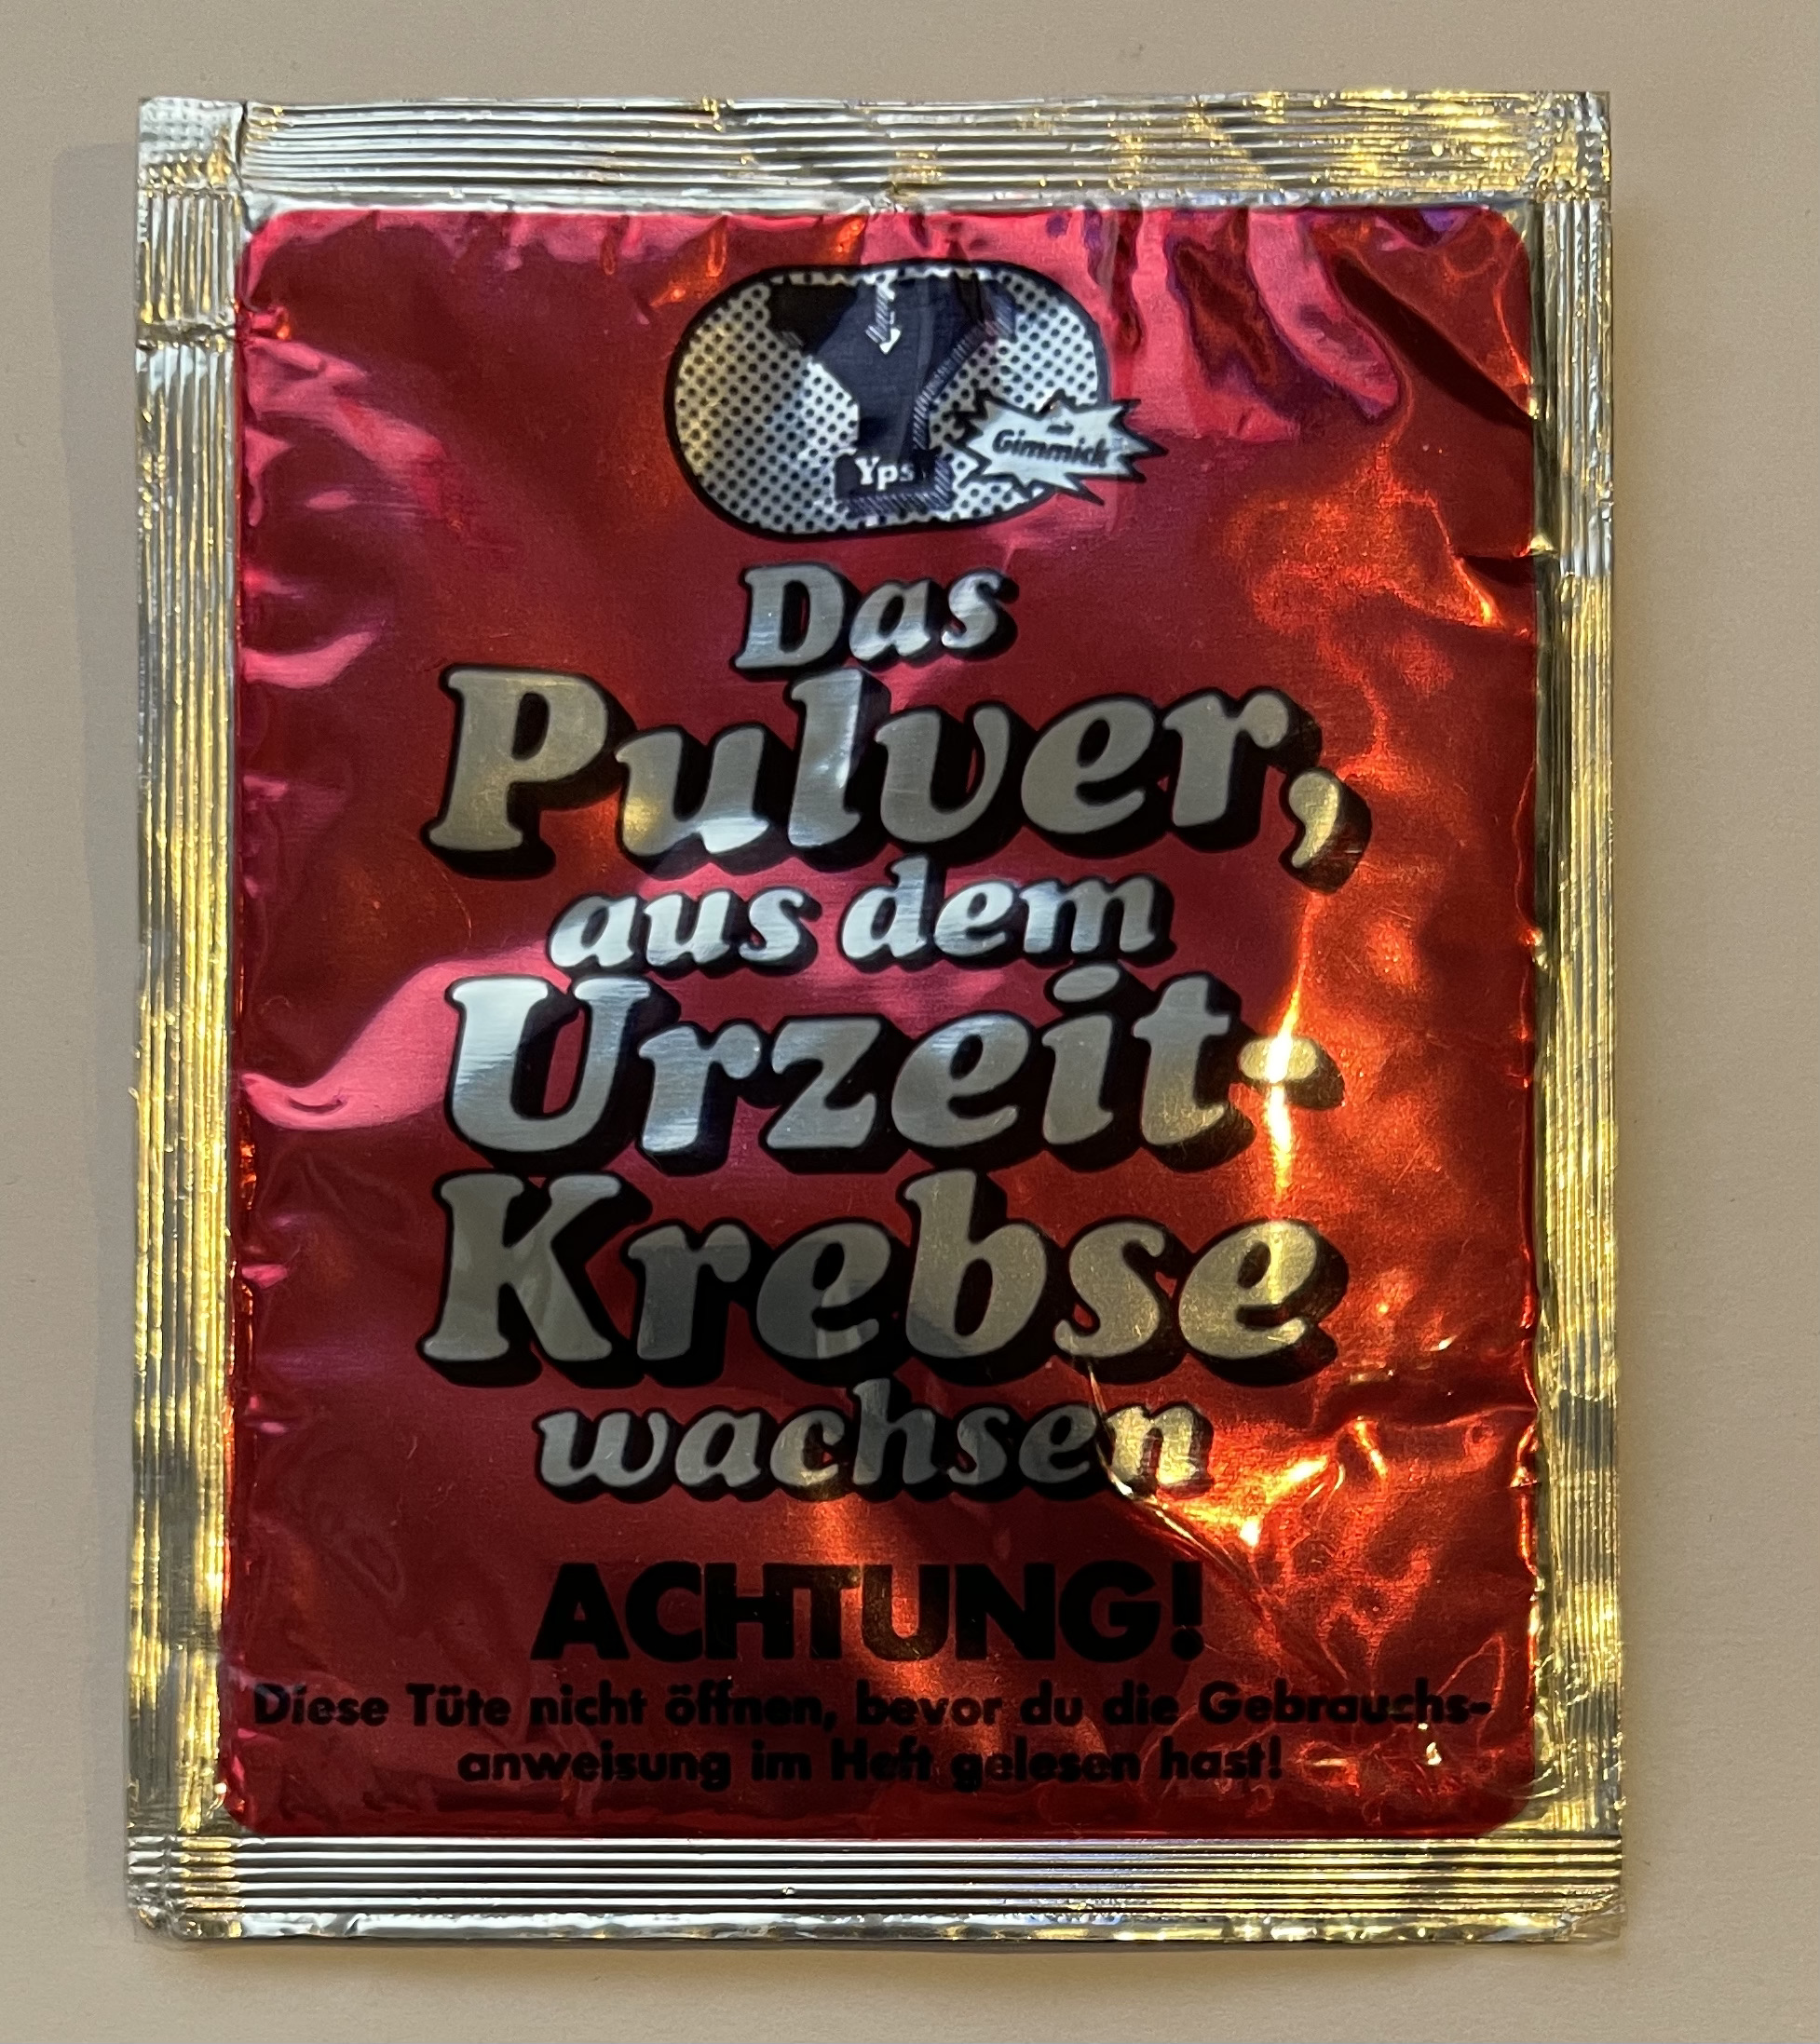 Yps
Gimmick
Das
Pulver,
aus dem
Urzeit-
Krebse
wachsen
ACHTUNG!
Diese Tüte nicht öffnen, bevor du die Gebrauchs-
anweisung im Heft gelesen hast!